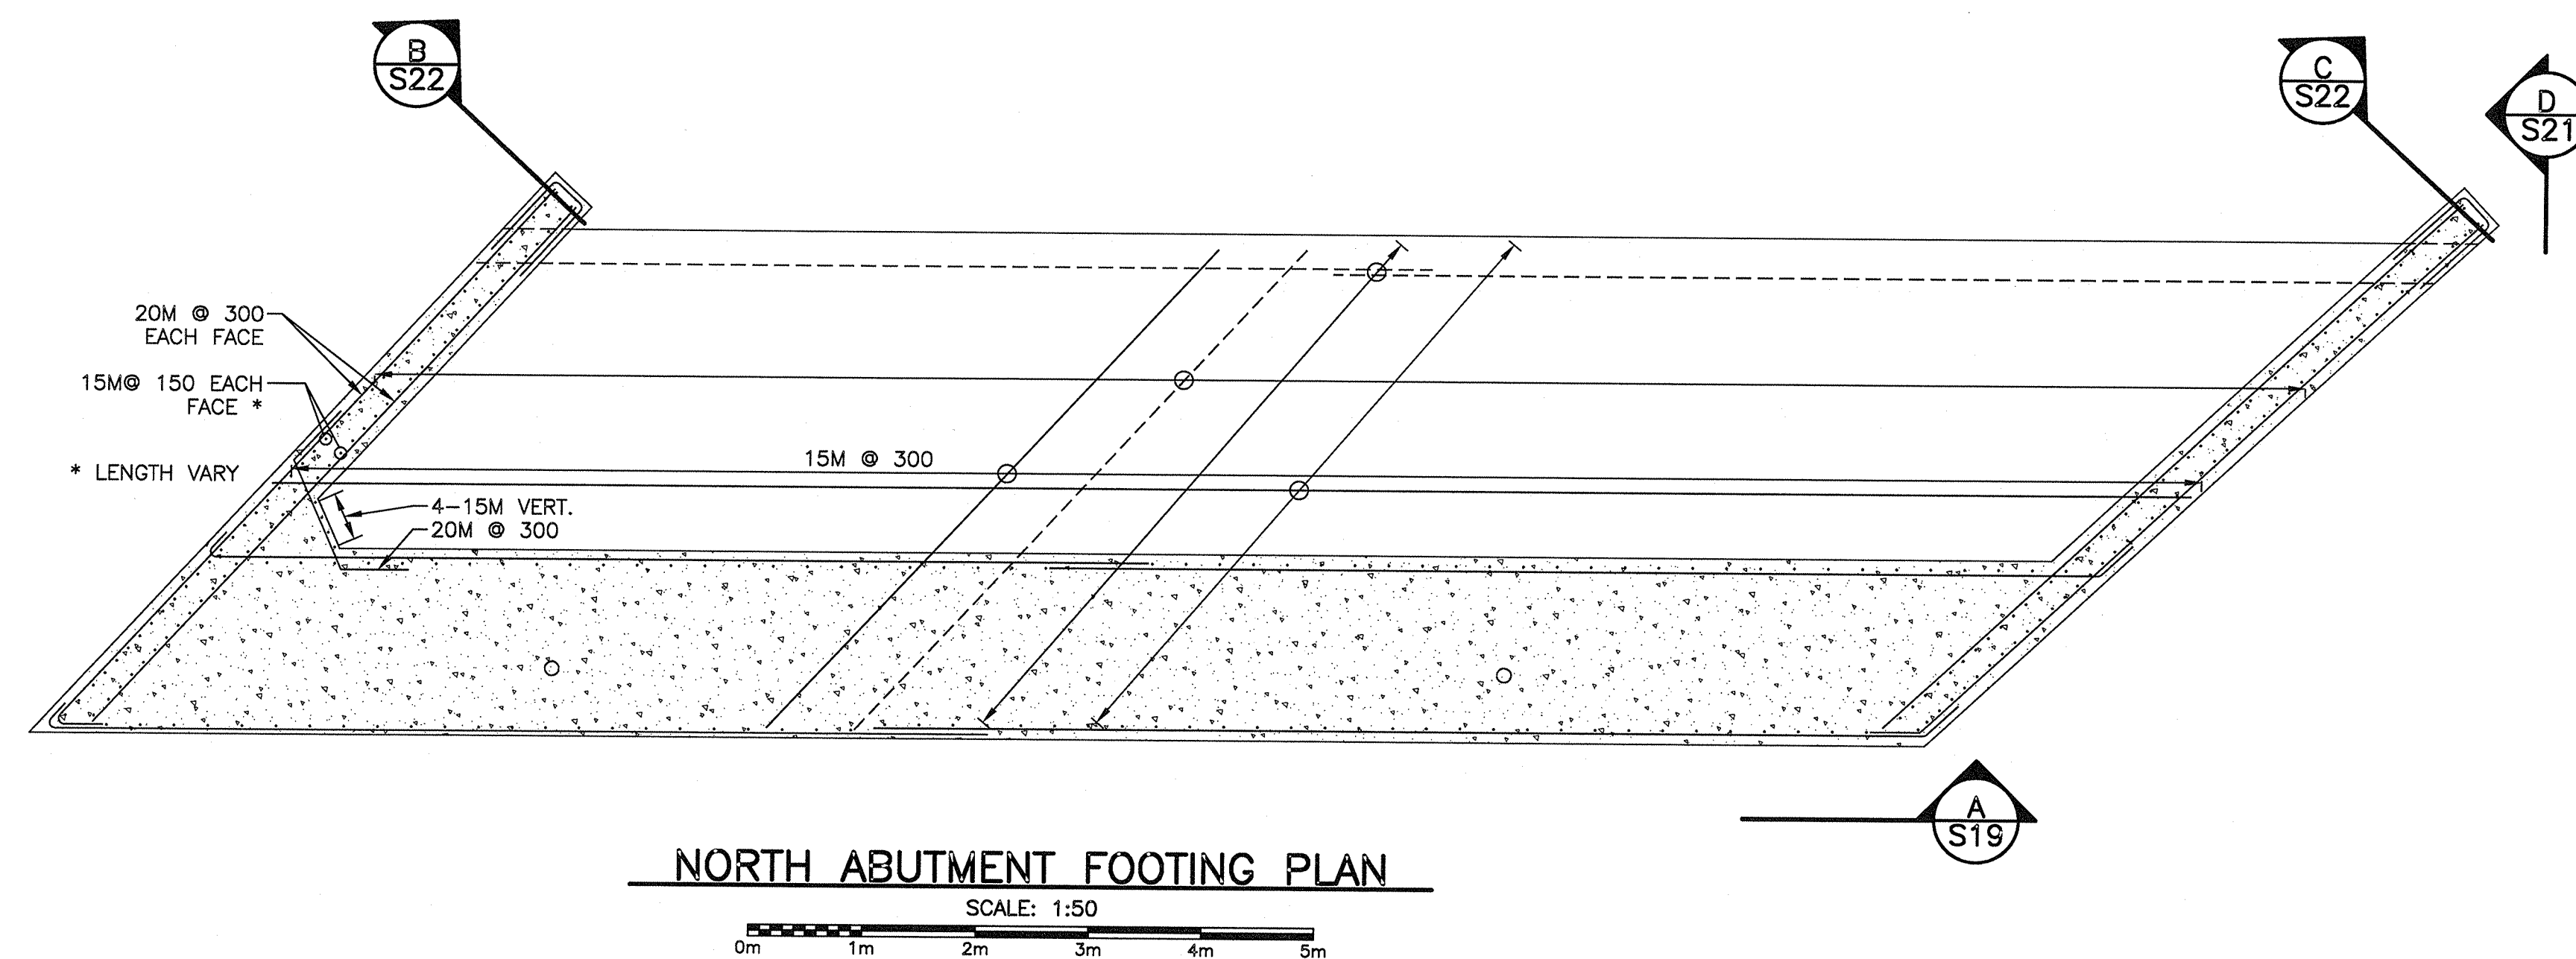 B
S22
C
S22
D
S21
20M @ 300
EACH FACE
15M@ 150 EACH
FACE *
* LENGTH VARY
15M @ 300
4-15M VERT.
20M @ 300
A
S19
NORTH ABUTMENT FOOTING PLAN
SCALE: 1:50
0m 1m 2m 3m 4m 5m